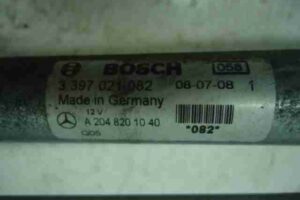 BOSCH 058
3 397 021 082 08-07-08 1
Made in Germany
12 V
A 204 820 10 40
GDS "082"